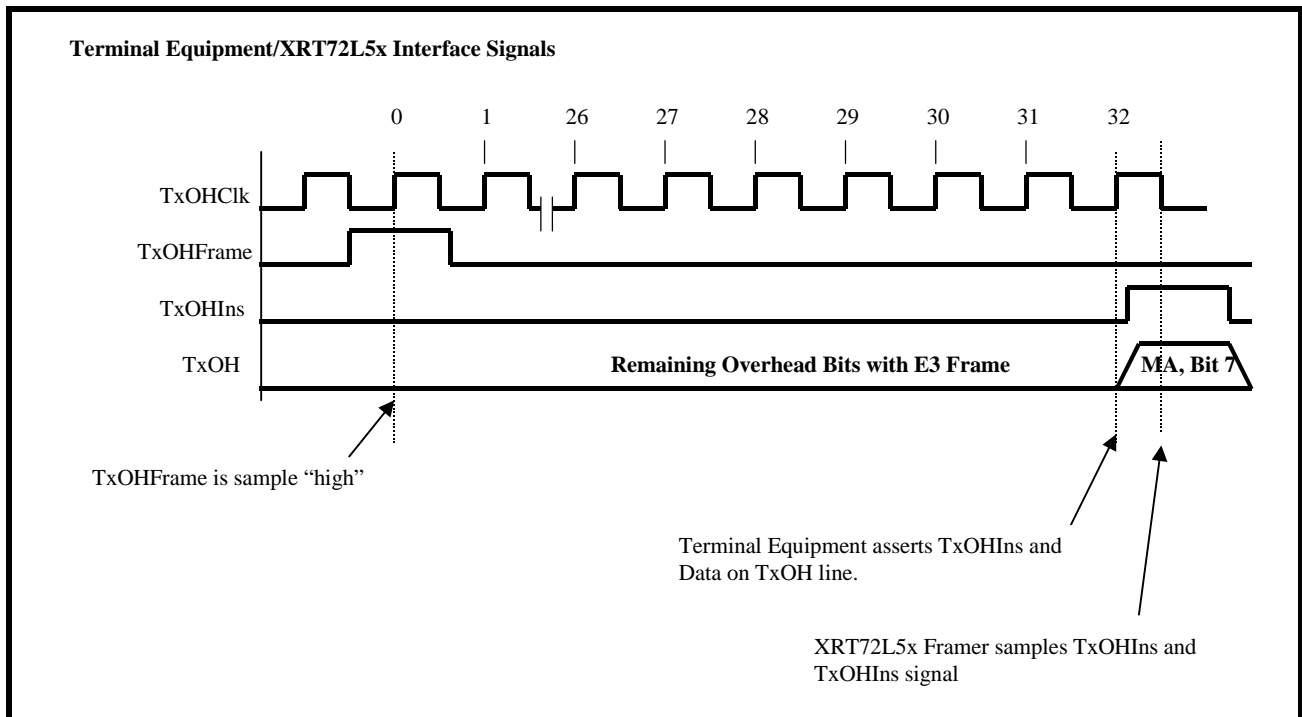 Terminal Equipment/XRT72L5x Interface Signals
0 1 26 27 28 29 30 31 32
TxOHClk
TxOHFrame
TxOHIns
TxOH
Remaining Overhead Bits with E3 Frame
MA, Bit 7
TxOHFrame is sample “high”
Terminal Equipment asserts TxOHIns and
Data on TxOH line.
XRT72L5x Framer samples TxOHIns and
TxOHIns signal